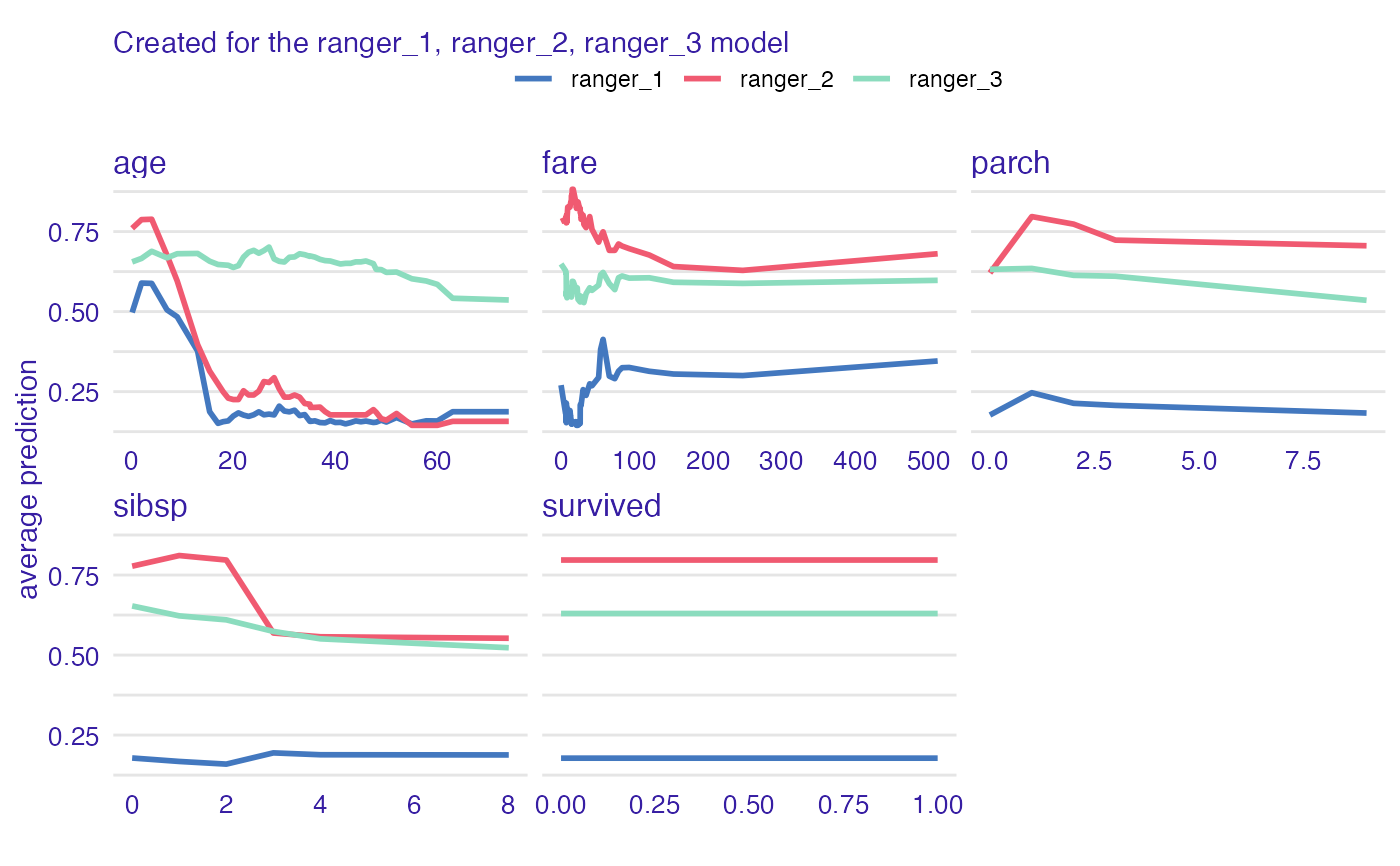 Created for the ranger_1, ranger_2, ranger_3 model
ranger_1 ranger_2 ranger_3
age fare parch
0.75
0.50
0.25
0 20 40 60 0 100 200 300 400 500 0.0 2.5 5.0 7.5
average prediction
sibsp survived
0.75
0.50
0.25
0 2 4 6 8 0.00 0.25 0.50 0.75 1.00